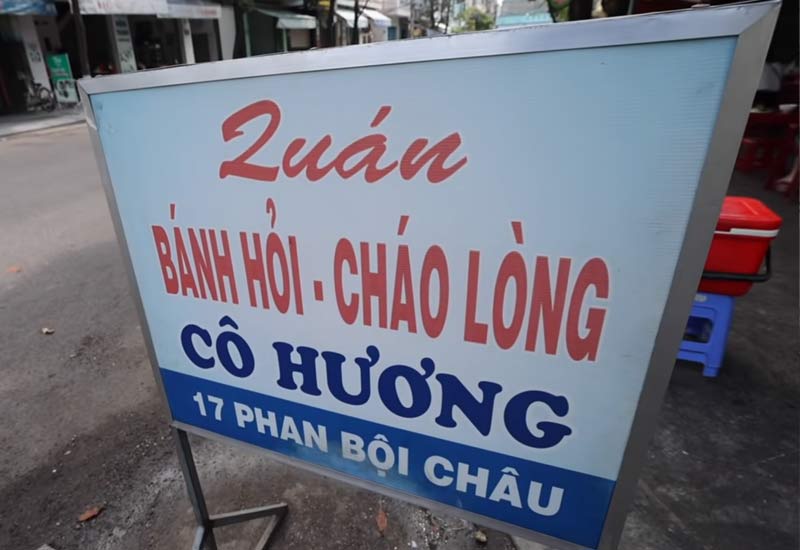 Quán
BÁNH HỎI - CHÁO LÒNG
CÔ HƯƠNG
17 PHAN BỘI CHÂU